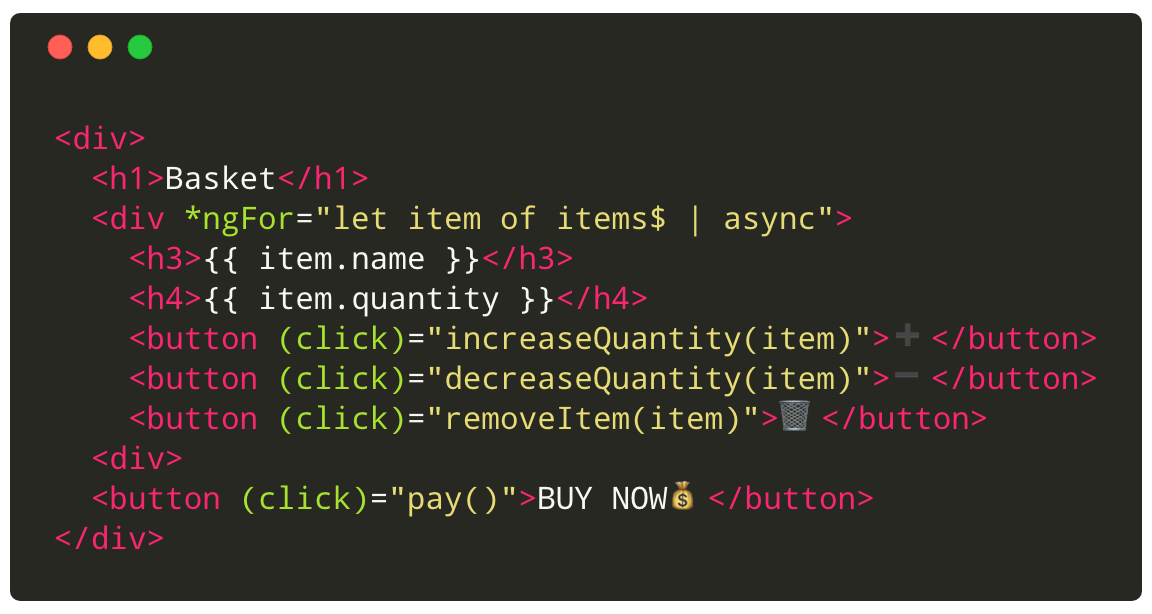 <div>
  <h1>Basket</h1>
  <div *ngFor="let item of items$ | async">
    <h3>{{ item.name }}</h3>
    <h4>{{ item.quantity }}</h4>
    <button (click)="increaseQuantity(item)">➕</button>
    <button (click)="decreaseQuantity(item)">➖</button>
    <button (click)="removeItem(item)">🗑️</button>
  <div>
  <button (click)="pay()">BUY NOW💰</button>
</div>